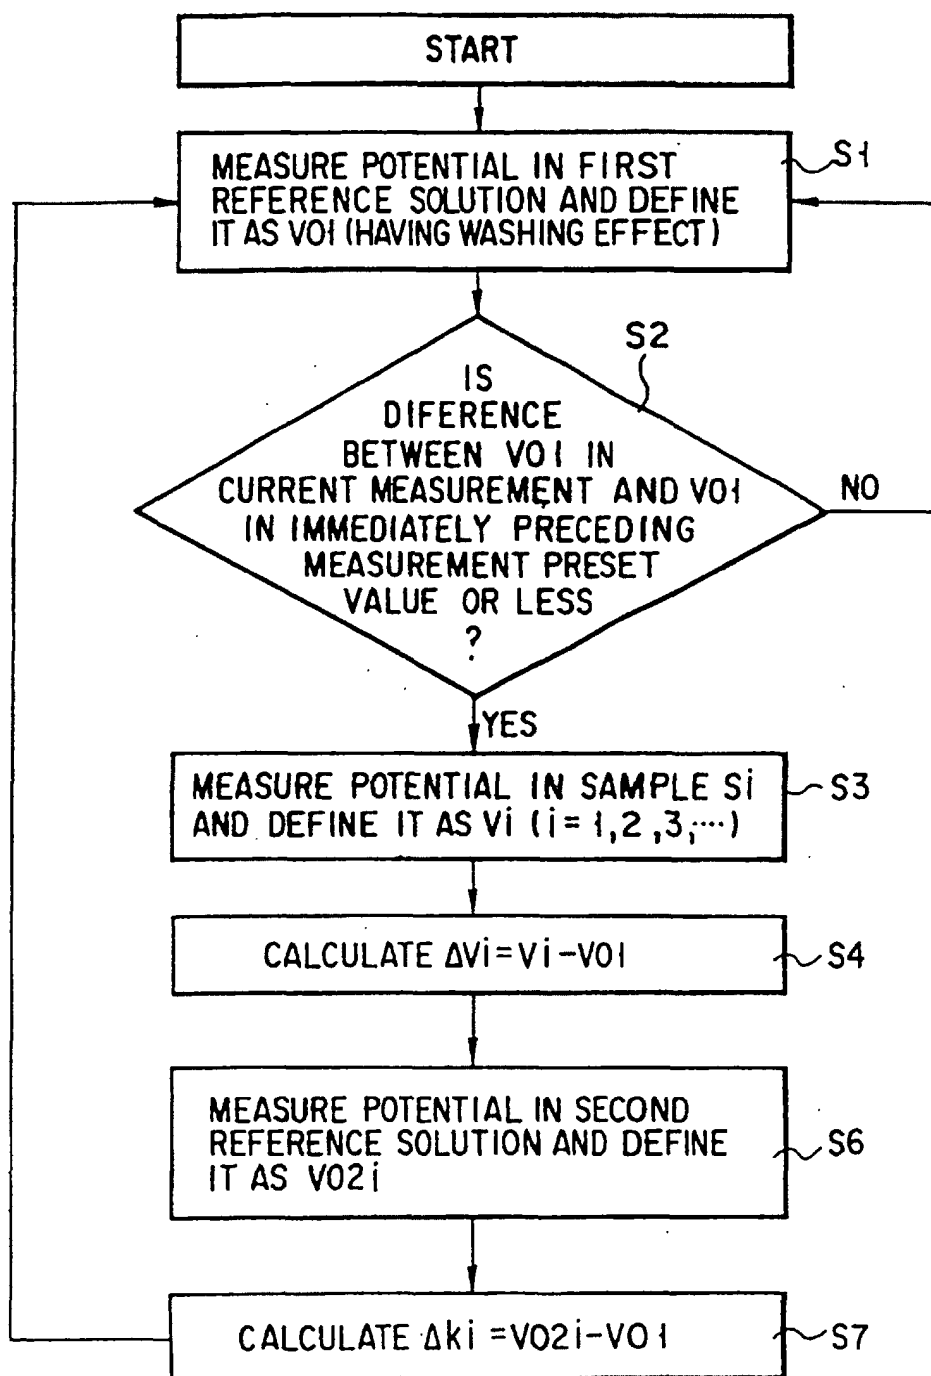 START
MEASURE POTENTIAL IN FIRST
REFERENCE SOLUTION AND DEFINE
IT AS V01 (HAVING WASHING EFFECT)
S1
S2
IS
DIFERENCE
BETWEEN V01 IN
CURRENT MEASUREMENT AND V01
IN IMMEDIATELY PRECEDING
MEASUREMENT PRESET
VALUE OR LESS
?
NO
YES
MEASURE POTENTIAL IN SAMPLE Si
AND DEFINE IT AS Vi (i = 1,2,3,····)
S3
CALCULATE ΔVi=Vi-V01
S4
MEASURE POTENTIAL IN SECOND
REFERENCE SOLUTION AND DEFINE
IT AS V02i
S6
CALCULATE Δki =V02i-V01
S7